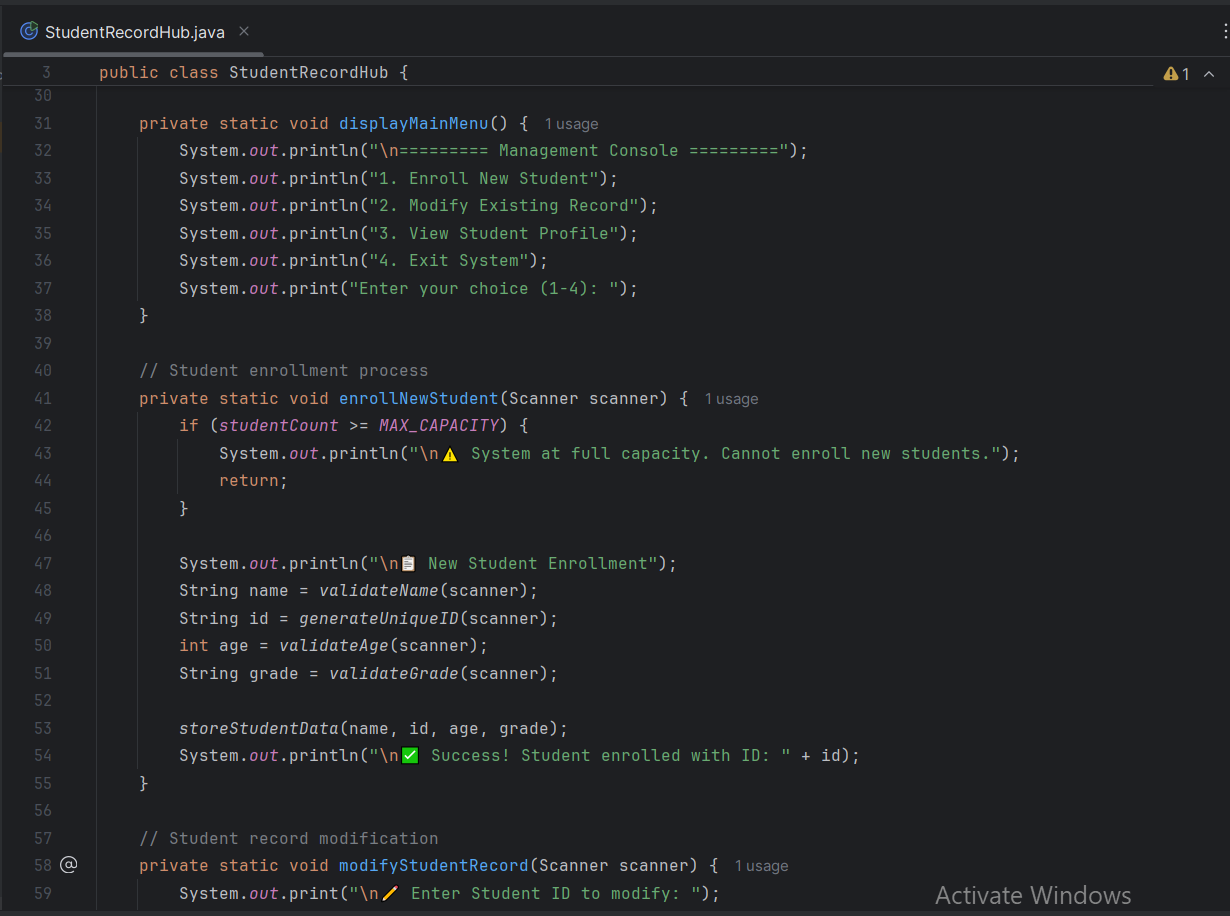 StudentRecordHub.java
3 public class StudentRecordHub { 1
30
31 private static void displayMainMenu() { 1 usage
32 System.out.println("\n========= Management Console =========");
33 System.out.println("1. Enroll New Student");
34 System.out.println("2. Modify Existing Record");
35 System.out.println("3. View Student Profile");
36 System.out.println("4. Exit System");
37 System.out.print("Enter your choice (1-4): ");
38 }
39
40 // Student enrollment process
41 private static void enrollNewStudent(Scanner scanner) { 1 usage
42 if (studentCount >= MAX_CAPACITY) {
43 System.out.println("\n⚠️ System at full capacity. Cannot enroll new students.");
44 return;
45 }
46
47 System.out.println("\n📋 New Student Enrollment");
48 String name = validateName(scanner);
49 String id = generateUniqueID(scanner);
50 int age = validateAge(scanner);
51 String grade = validateGrade(scanner);
52
53 storeStudentData(name, id, age, grade);
54 System.out.println("\n✅ Success! Student enrolled with ID: " + id);
55 }
56
57 // Student record modification
58 @ private static void modifyStudentRecord(Scanner scanner) { 1 usage
59 System.out.print("\n✏️ Enter Student ID to modify: ");
Activate Windows